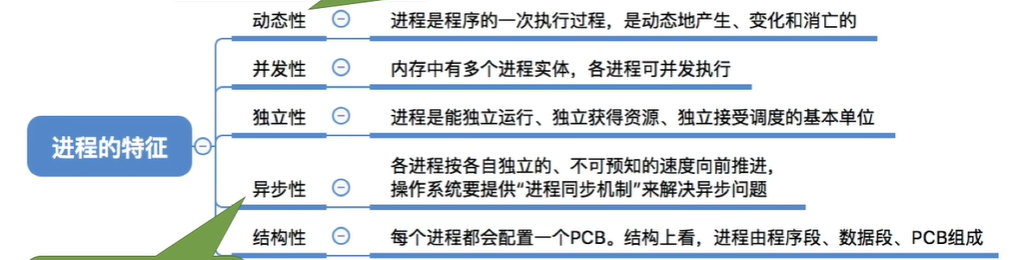 动态性
进程是程序的一次执行过程，是动态地产生、变化和消亡的
并发性
内存中有多个进程实体，各进程可并发执行
独立性
进程是能独立运行、独立获得资源、独立接受调度的基本单位
进程的特征
异步性
各进程按各自独立的、不可预知的速度向前推进，
操作系统要提供“进程同步机制”来解决异步问题
结构性
每个进程都会配置一个PCB。结构上看，进程由程序段、数据段、PCB组成